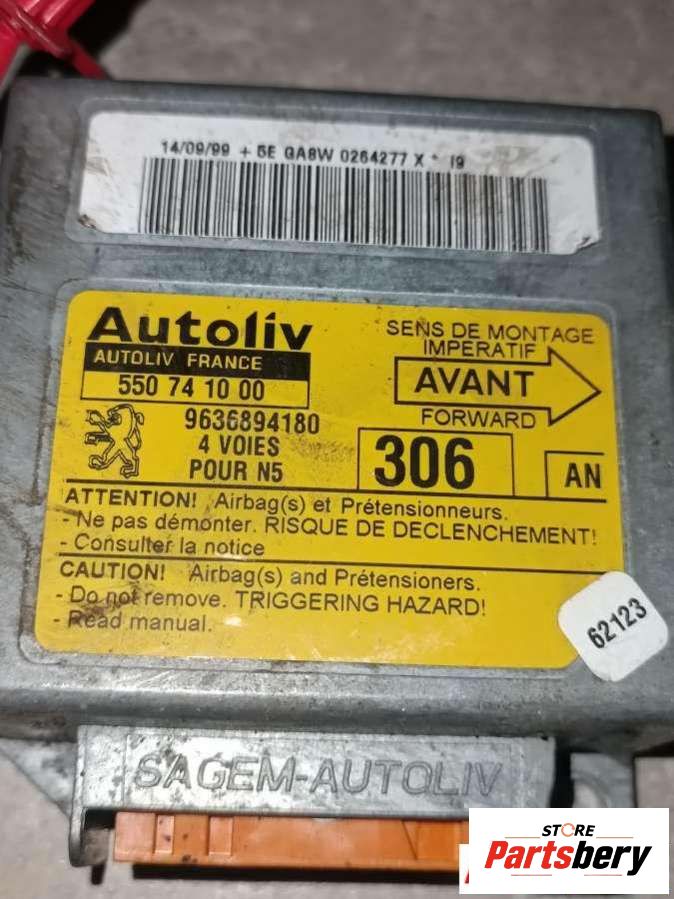 14/09/99 + 5E GA8W 0264277 X * 19
Autoliv
AUTOLIV FRANCE
550 74 10 00
9636894180
4 VOIES
POUR N5
SENS DE MONTAGE
IMPERATIF
AVANT
FORWARD
306
AN
ATTENTION! Airbag(s) et Prétensionneurs.
- Ne pas démonter. RISQUE DE DECLENCHEMENT!
- Consulter la notice
CAUTION! Airbag(s) and Prétensioners.
- Do not remove. TRIGGERING HAZARD!
- Read manual.
62123
SAGEM-AUTOLIV
STORE
Partsbery